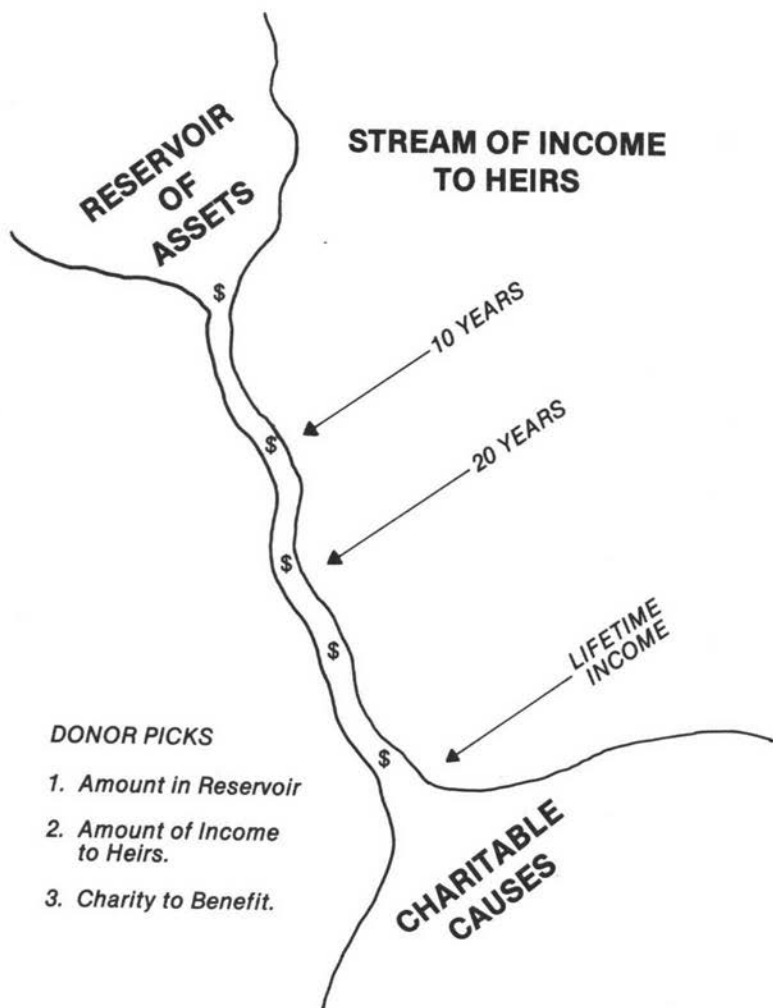 RESERVOIR
OF
ASSETS
STREAM OF INCOME
TO HEIRS
$
10 YEARS
$
20 YEARS
$
$
LIFETIME
INCOME
$
DONOR PICKS
1. Amount in Reservoir
2. Amount of Income
to Heirs.
3. Charity to Benefit.
CHARITABLE
CAUSES